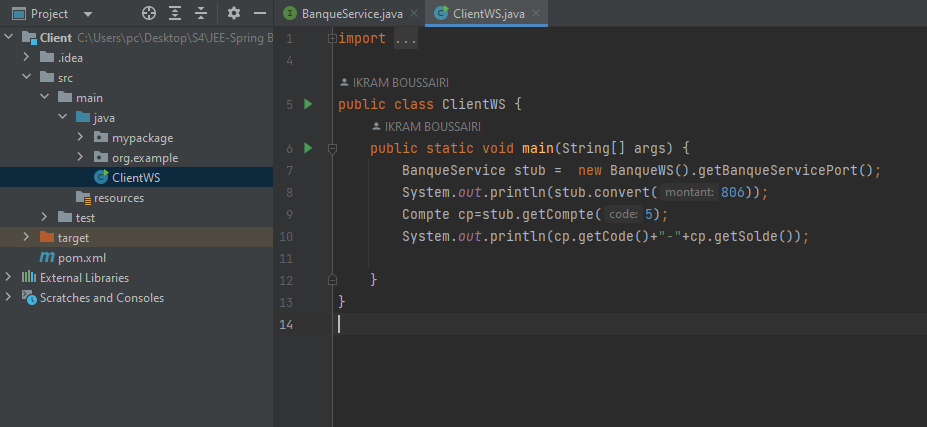 Project
BanqueService.java
ClientWS.java
Client C:\Users\pc\Desktop\S4\JEE-Spring B
.idea
src
main
java
mypackage
org.example
ClientWS
resources
test
target
pom.xml
External Libraries
Scratches and Consoles
1 import ...
4
IKRAM BOUSSAIRI
5 public class ClientWS {
IKRAM BOUSSAIRI
6 public static void main(String[] args) {
7 BanqueService stub =  new BanqueWS().getBanqueServicePort();
8 System.out.println(stub.convert( montant: 806));
9 Compte cp=stub.getCompte( code: 5);
10 System.out.println(cp.getCode()+"-"+cp.getSolde());
11
12 }
13 }
14